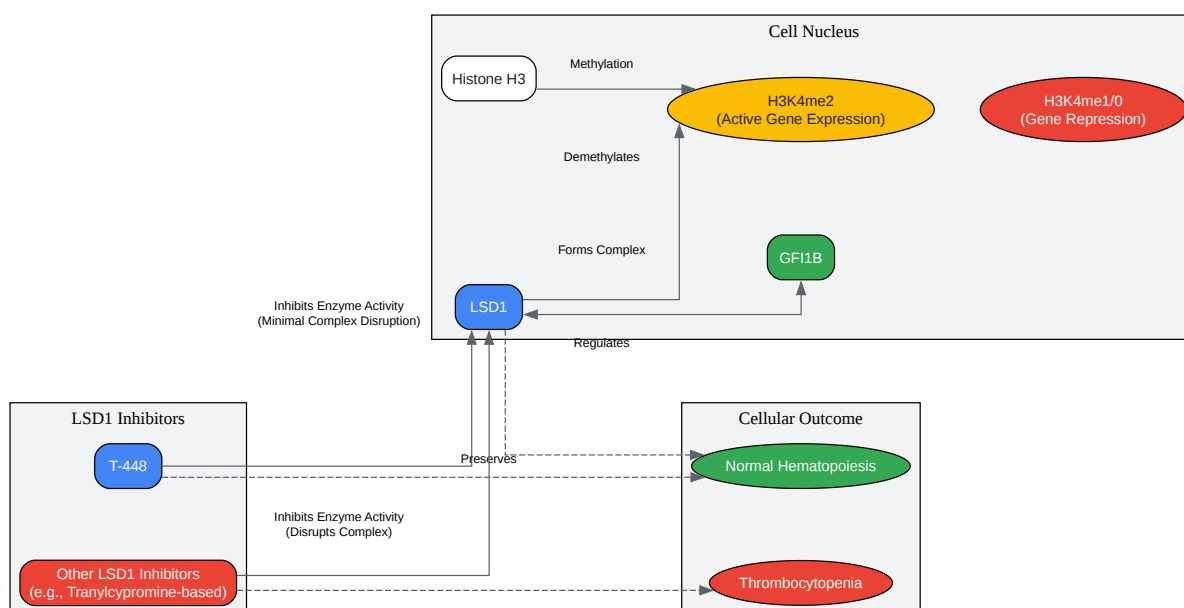 Cell Nucleus
Histone H3
Methylation
H3K4me2
(Active Gene Expression)
H3K4me1/0
(Gene Repression)
Demethylates
Forms Complex
GFI1B
LSD1
Inhibits Enzyme Activity
(Minimal Complex Disruption)
Regulates
LSD1 Inhibitors
T-448
Preserves
Inhibits Enzyme Activity
(Disrupts Complex)
Other LSD1 Inhibitors
(e.g., Tranylcypromine-based)
Cellular Outcome
Normal Hematopoiesis
Thrombocytopenia